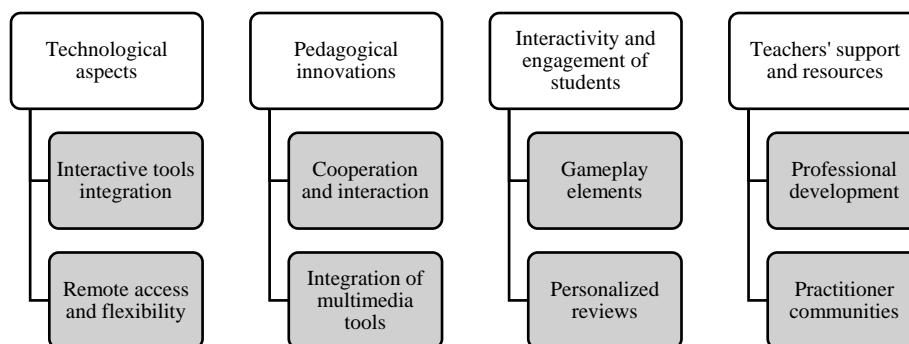 Technological
aspects
Interactive tools
integration
Remote access
and flexibility
Pedagogical
innovations
Cooperation
and interaction
Integration of
multimedia
tools
Interactivity and
engagement of
students
Gameplay
elements
Personalized
reviews
Teachers' support
and resources
Professional
development
Practitioner
communities